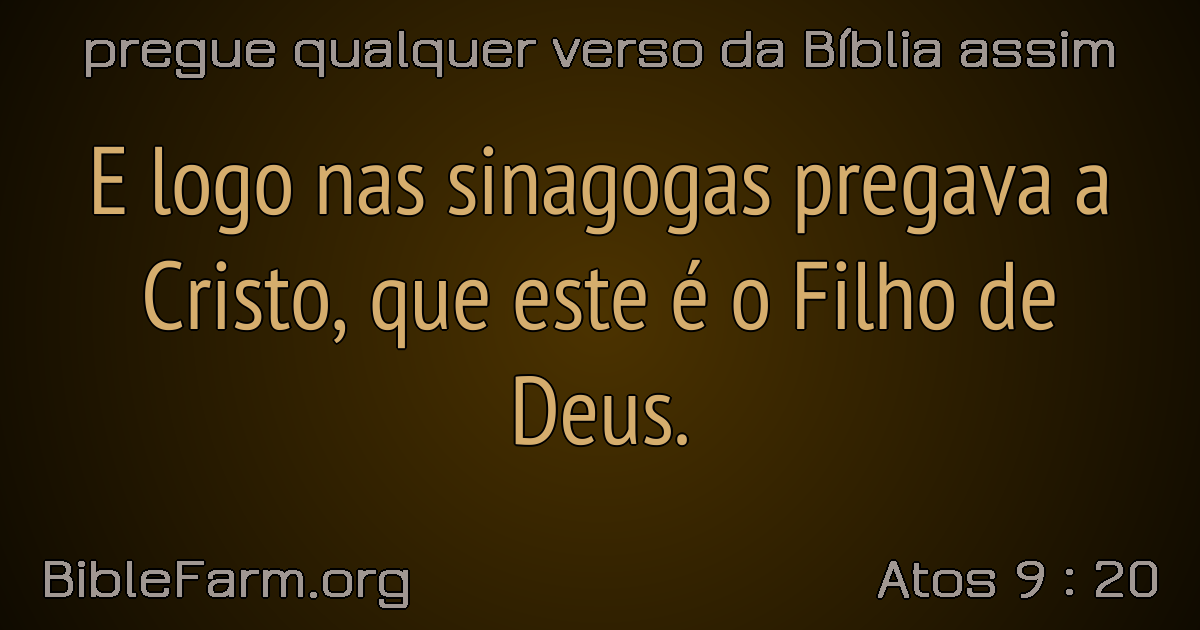 pregue qualquer verso da Bíblia assim
E logo nas sinagogas pregava a
Cristo, que este é o Filho de
Deus.
BibleFarm.org
Atos 9 : 20